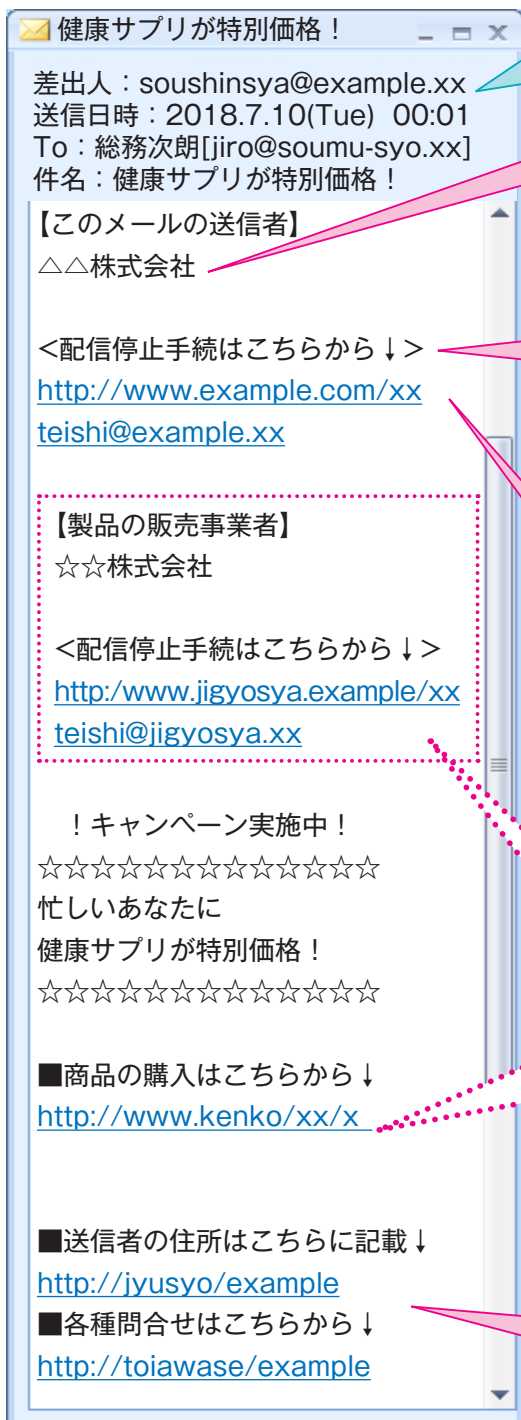 健康サプリが特別価格！
差出人：soushinsya@example.xx
送信日時：2018.7.10(Tue) 00:01
To：総務次朗[jiro@soumu-syo.xx]
件名：健康サプリが特別価格！
【このメールの送信者】
△△株式会社
<配信停止手続はこちらから↓>
http://www.example.com/xx
teishi@example.xx
【製品の販売事業者】
☆☆株式会社
<配信停止手続はこちらから↓>
http:/www.jigyosya.example/xx
teishi@jigyosya.xx
！キャンペーン実施中！
☆☆☆☆☆☆☆☆☆☆☆☆☆
忙しいあなたに
健康サプリが特別価格！
☆☆☆☆☆☆☆☆☆☆☆☆☆
■商品の購入はこちらから↓
http://www.kenko/xx/x
■送信者の住所はこちらに記載↓
http://jyusyo/example
■各種問合せはこちらから↓
http://toiawase/example